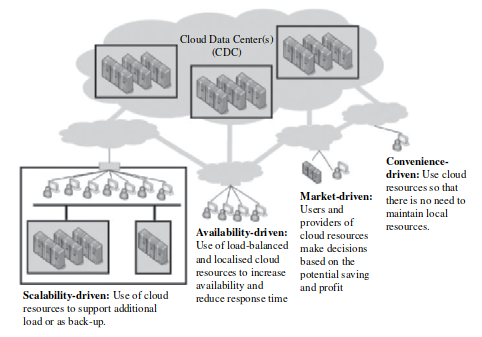 Cloud Data Center(s)
(CDC)
Convenience-
driven: Use cloud
resources so that
there is no need to
maintain local
resources.
Market-driven:
Users and
providers of
cloud resources
make decisions
based on the
potential saving
and profit
Availability-driven:
Use of load-balanced
and localised cloud
resources to increase
availability and
reduce response time
Scalability-driven: Use of cloud
resources to support additional
load or as back-up.